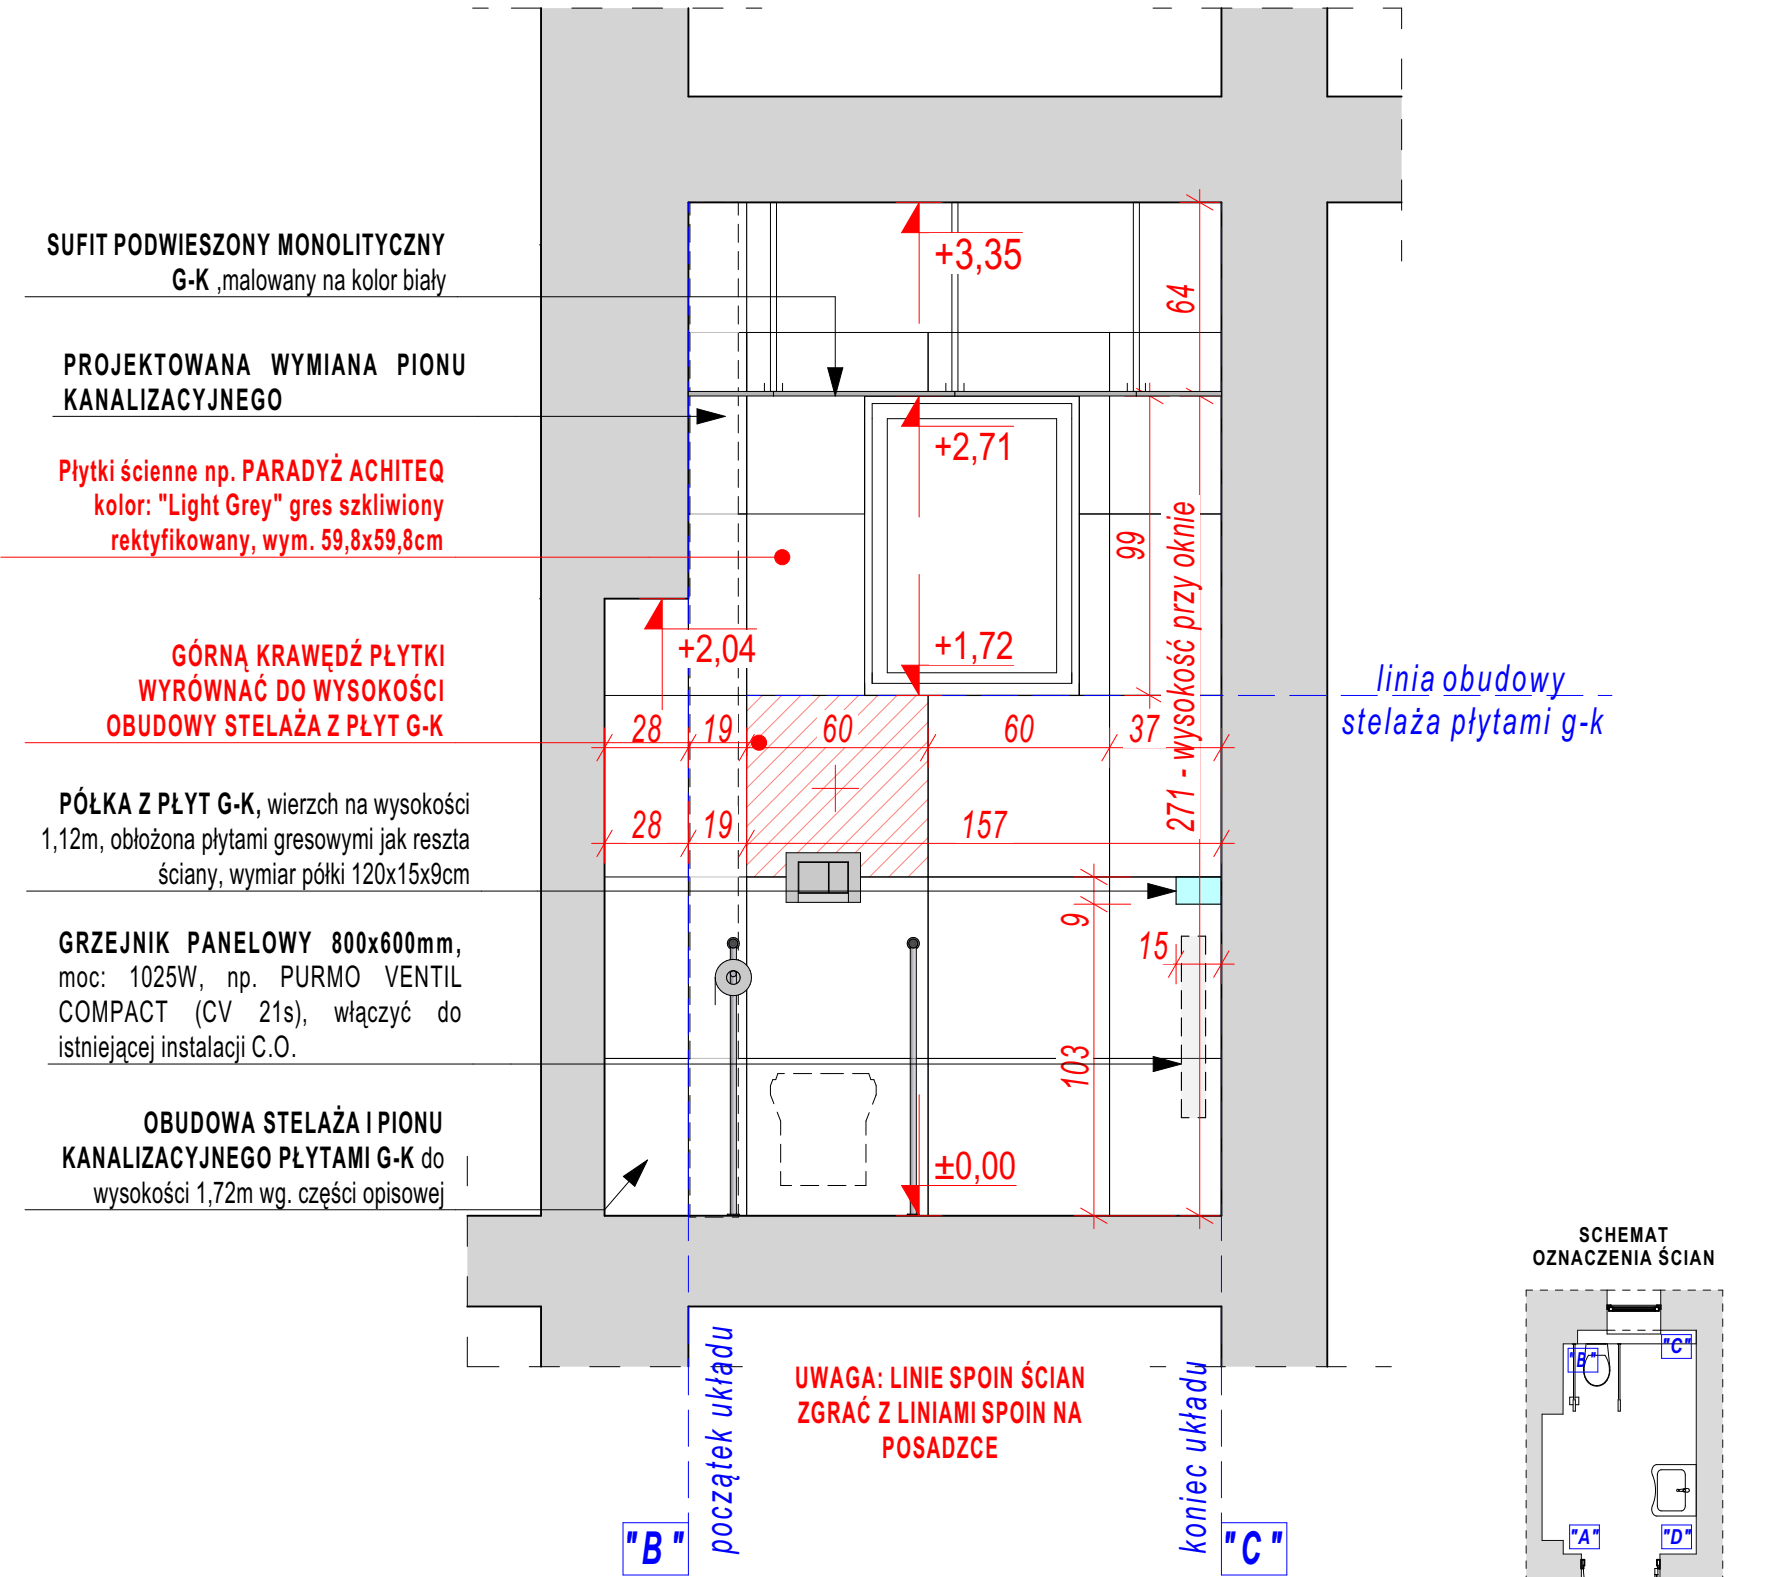 SUFIT PODWIESZONY MONOLITYCZNY
G-K ,malowany na kolor biały
PROJEKTOWANA WYMIANA PIONU
KANALIZACYJNEGO
Płytki ścienne np. PARADYŻ ACHITEQ
kolor: "Light Grey" gres szkliwiony
rektyfikowany, wym. 59,8x59,8cm
GÓRNĄ KRAWĘDŹ PŁYTKI
WYRÓWNAĆ DO WYSOKOŚCI
OBUDOWY STELAŻA Z PŁYT G-K
PÓŁKA Z PŁYT G-K, wierzch na wysokości
1,12m, obłożona płytami gresowymi jak reszta
ściany, wymiar półki 120x15x9cm
GRZEJNIK PANELOWY 800x600mm,
moc: 1025W, np. PURMO VENTIL
COMPACT (CV 21s), włączyć do
istniejącej instalacji C.O.
OBUDOWA STELAŻA I PIONU
KANALIZACYJNEGO PŁYTAMI G-K do
wysokości 1,72m wg. części opisowej
+3,35
64
+2,71
99
271 - wysokość przy oknie
+2,04
+1,72
28 19 60 60 37
28 19 157
9
15
103
±0,00
linia obudowy
stelaża płytami g-k
początek układu
koniec układu
"B"
"C"
UWAGA: LINIE SPOIN ŚCIAN
ZGRAĆ Z LINIAMI SPOIN NA
POSADZCE
SCHEMAT
OZNACZENIA ŚCIAN
"B"
"C"
"A"
"D"